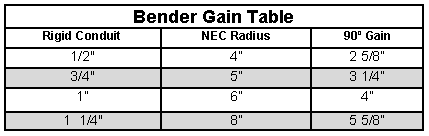 Bender Gain Table
Rigid Conduit NEC Radius 90º Gain
1/2" 4" 2 5/8"
3/4" 5" 3 1/4"
1" 6" 4"
1 1/4" 8" 5 5/8"